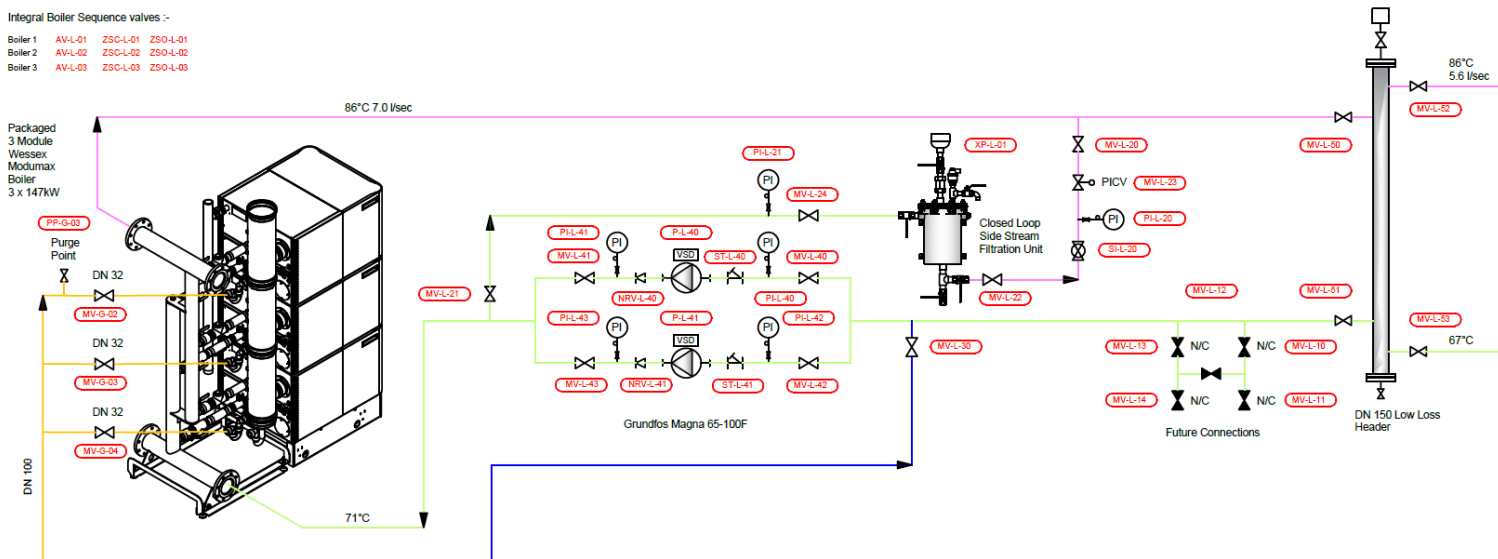 Integral Boiler Sequence valves :-
Boiler 1 AV-L-01 ZSC-L-01 ZSO-L-01
Boiler 2 AV-L-02 ZSC-L-02 ZSO-L-02
Boiler 3 AV-L-03 ZSC-L-03 ZSO-L-03
86°C 7.0 l/sec
86°C
5.6 l/sec
MV-L-52
MV-L-50
Packaged
3 Module
Wessex
Modumax
Boiler
3 x 147kW
PP-G-03
Purge
Point
DN 32
MV-G-02
DN 32
MV-G-03
DN 32
MV-G-04
DN 100
71°C
MV-L-21
PI-L-21
PI
MV-L-24
PI-L-41
MV-L-41
PI
P-L-40
VSD
ST-L-40
PI
MV-L-40
NRV-L-40
PI-L-40
PI-L-43
PI
P-L-41
VSD
PI
PI-L-42
MV-L-43
NRV-L-41
ST-L-41
MV-L-42
Grundfos Magna 65-100F
XP-L-01
Closed Loop
Side Stream
Filtration Unit
MV-L-22
MV-L-20
PICV
MV-L-23
PI
PI-L-20
SI-L-20
MV-L-30
MV-L-12
MV-L-51
MV-L-53
67°C
MV-L-13
N/C
N/C
MV-L-10
MV-L-14
N/C
N/C
MV-L-11
Future Connections
DN 150 Low Loss
Header